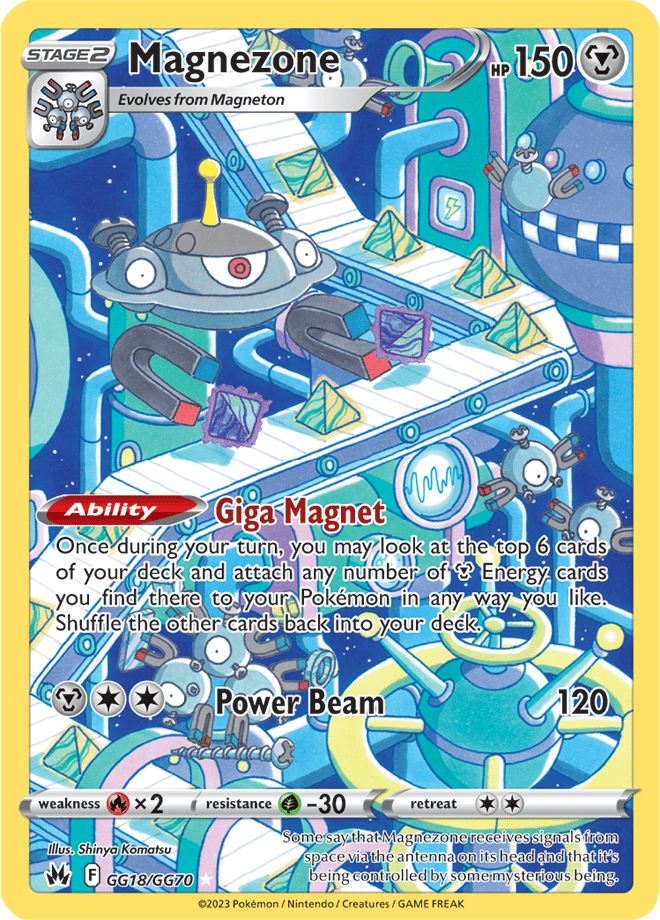 STAGE 2
Magnezone
HP 150
Evolves from Magneton
Ability Giga Magnet
Once during your turn, you may look at the top 6 cards
of your deck and attach any number of Energy cards
you find there to your Pokémon in any way you like.
Shuffle the other cards back into your deck.
Power Beam 120
weakness ×2 resistance -30 retreat
Illus. Shinya Komatsu
Some say that Magnezone receives signals from
space via the antenna on its head and that it's
being controlled by some mysterious being.
F GG18/GG70
©2023 Pokémon / Nintendo / Creatures / GAME FREAK